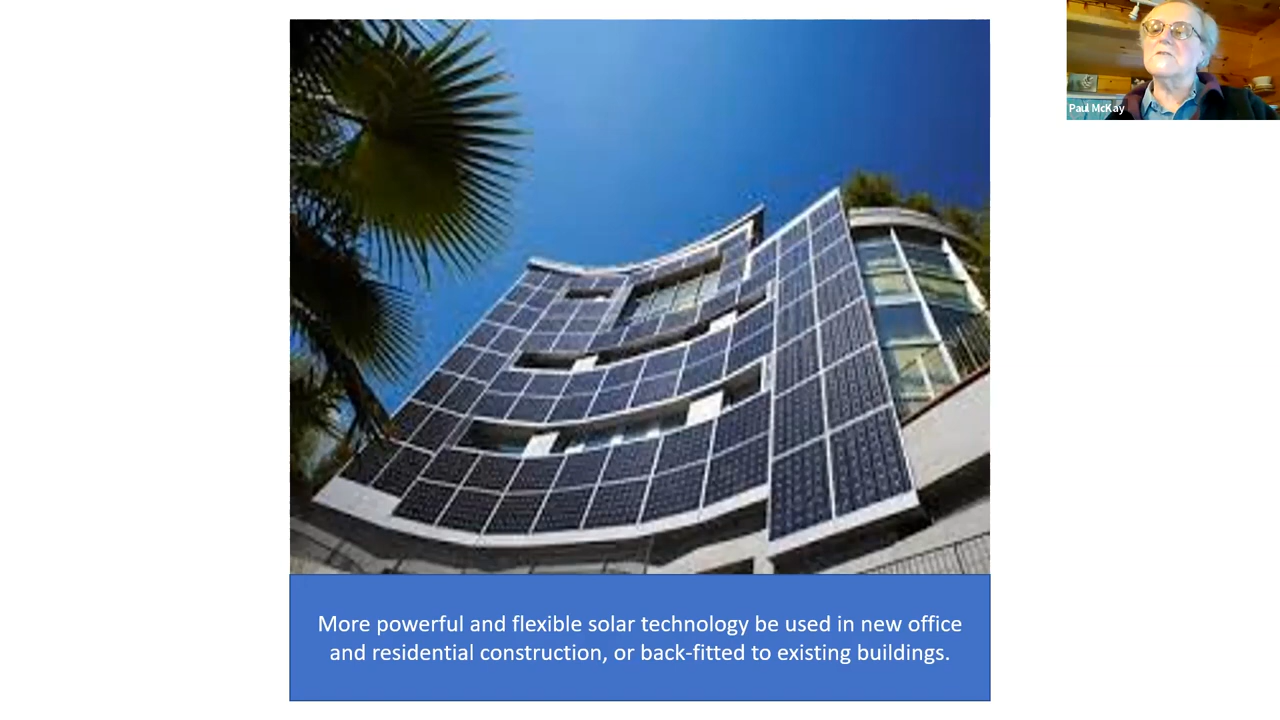 Paul McKay
More powerful and flexible solar technology be used in new office
and residential construction, or back-fitted to existing buildings.